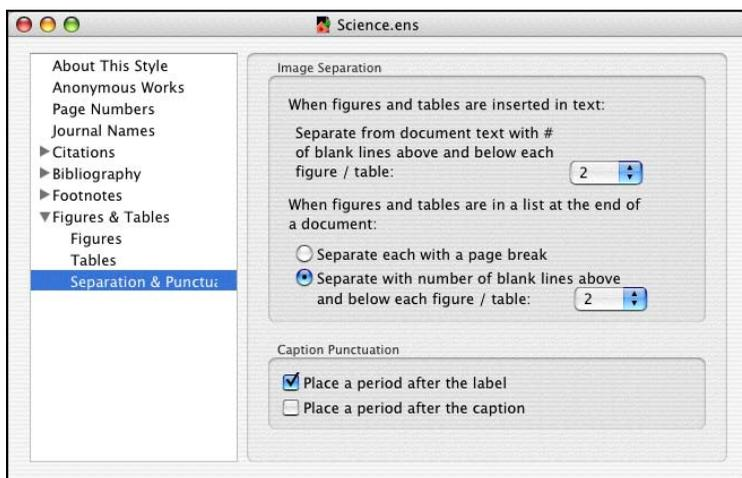 Science.ens
About This Style
Anonymous Works
Page Numbers
Journal Names
Citations
Bibliography
Footnotes
Figures & Tables
Figures
Tables
Separation & Punctua
Image Separation
When figures and tables are inserted in text:
Separate from document text with #
of blank lines above and below each
figure / table: 2
When figures and tables are in a list at the end of
a document:
Separate each with a page break
Separate with number of blank lines above
and below each figure / table: 2
Caption Punctuation
Place a period after the label
Place a period after the caption